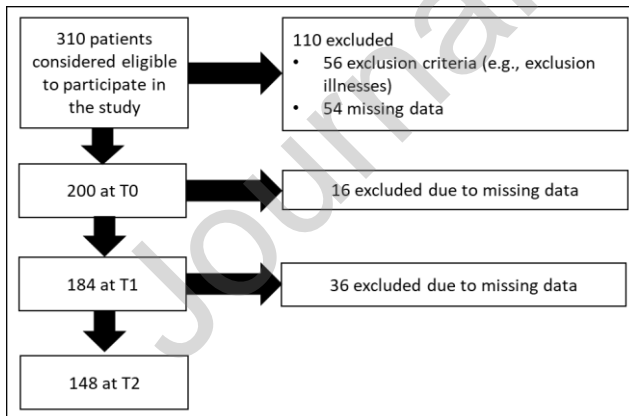 310 patients
considered eligible
to participate in
the study
110 excluded
• 56 exclusion criteria (e.g., exclusion
illnesses)
• 54 missing data
200 at T0
16 excluded due to missing data
184 at T1
36 excluded due to missing data
148 at T2
Journa